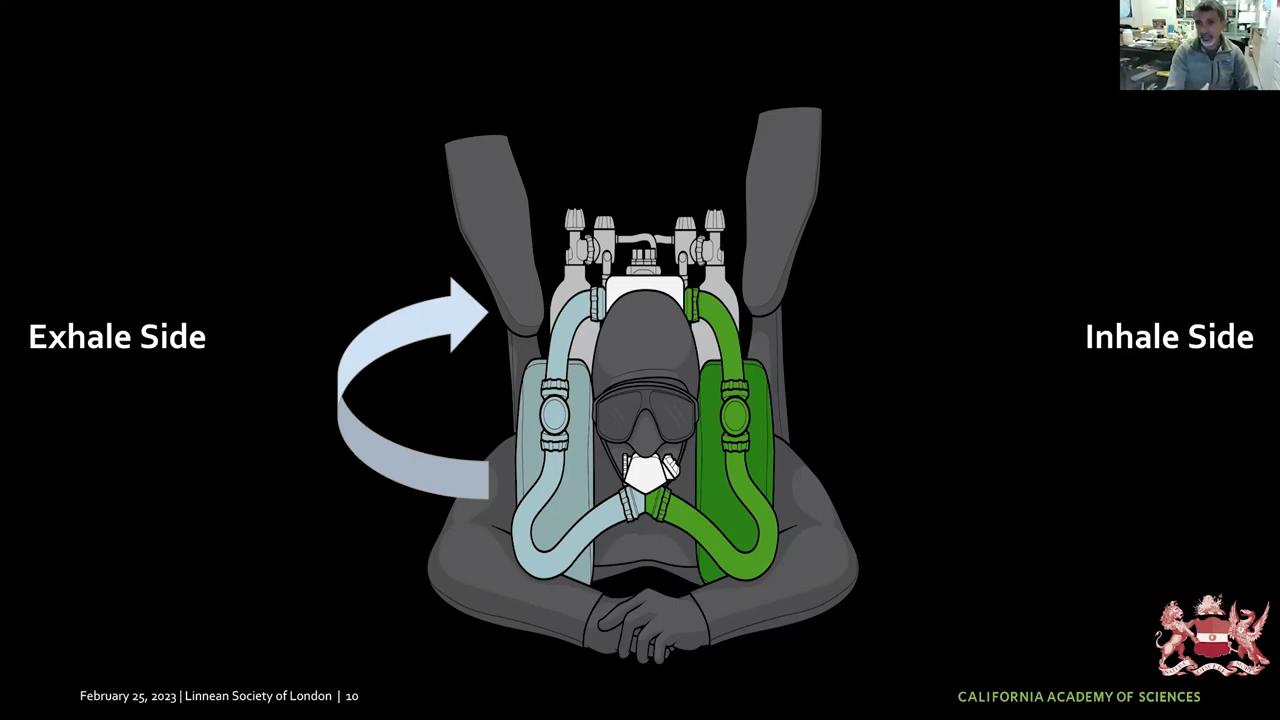 Exhale Side
Inhale Side
February 25, 2023 | Linnean Society of London | 10
CALIFORNIA ACADEMY OF SCIENCES